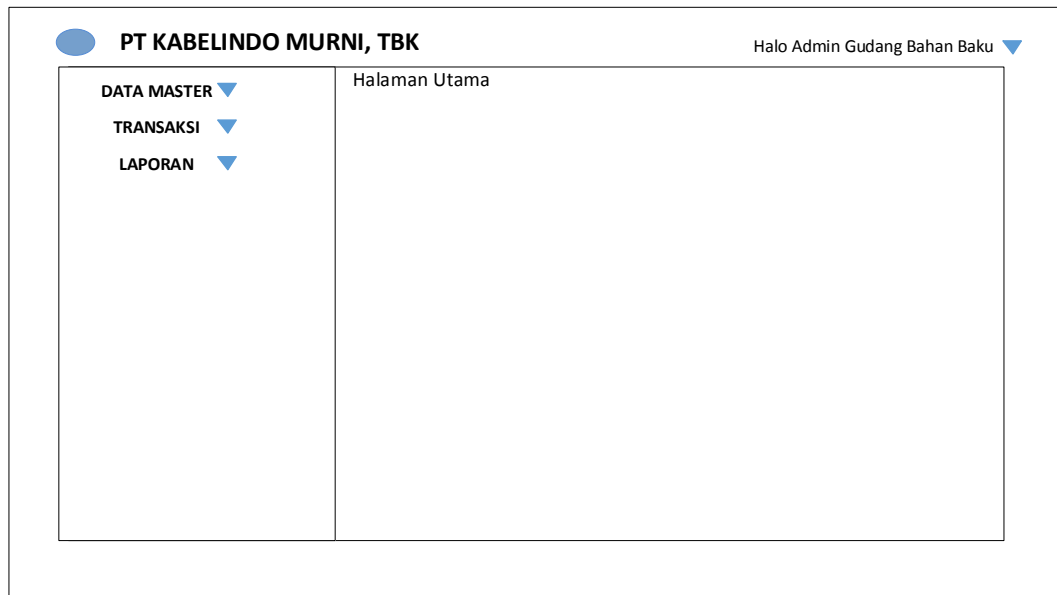 PT KABELINDO MURNI, TBK
Halo Admin Gudang Bahan Baku
DATA MASTER
TRANSAKSI
LAPORAN
Halaman Utama